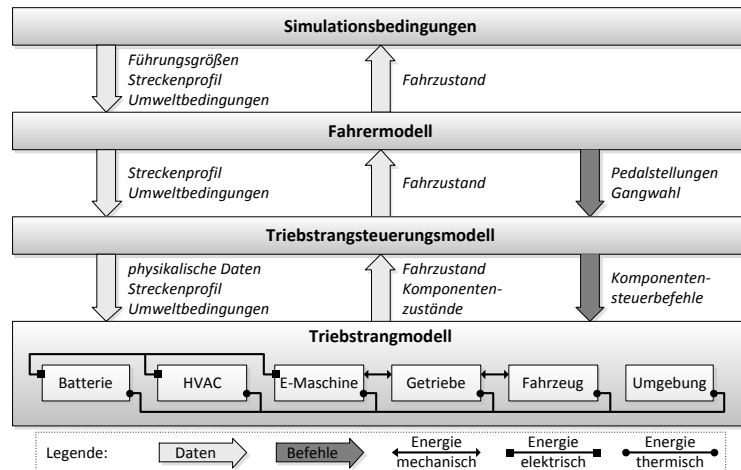 Simulationsbedingungen
Führungsgrößen
Streckenprofil
Umweltbedingungen
Fahrzustand
Fahrermodell
Streckenprofil
Umweltbedingungen
Fahrzustand
Pedalstellungen
Gangwahl
Triebstrangsteuerungsmodell
physikalische Daten
Streckenprofil
Umweltbedingungen
Fahrzustand
Komponenten-
zustände
Komponenten-
steuerbefehle
Triebstrangmodell
Batterie
HVAC
E-Maschine
Getriebe
Fahrzeug
Umgebung
Legende:
Daten
Befehle
Energie
mechanisch
Energie
elektrisch
Energie
thermisch